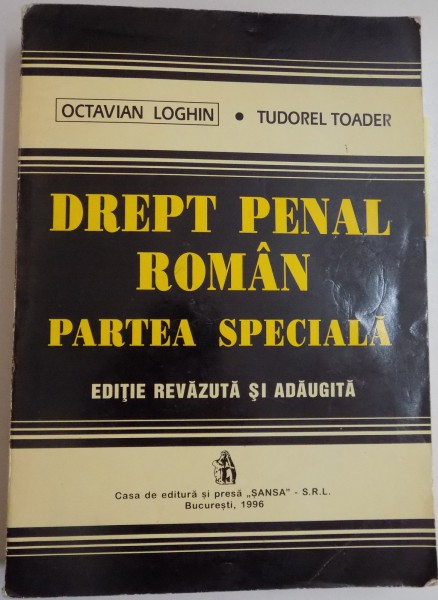 OCTAVIAN LOGHIN • TUDOREL TOADER
DREPT PENAL
ROMÂN
PARTEA SPECIALĂ
EDIŢIE REVĂZUTĂ ŞI ADĂUGITĂ
Casa de editură şi presă „ŞANSA" - S.R.L.
Bucureşti, 1996